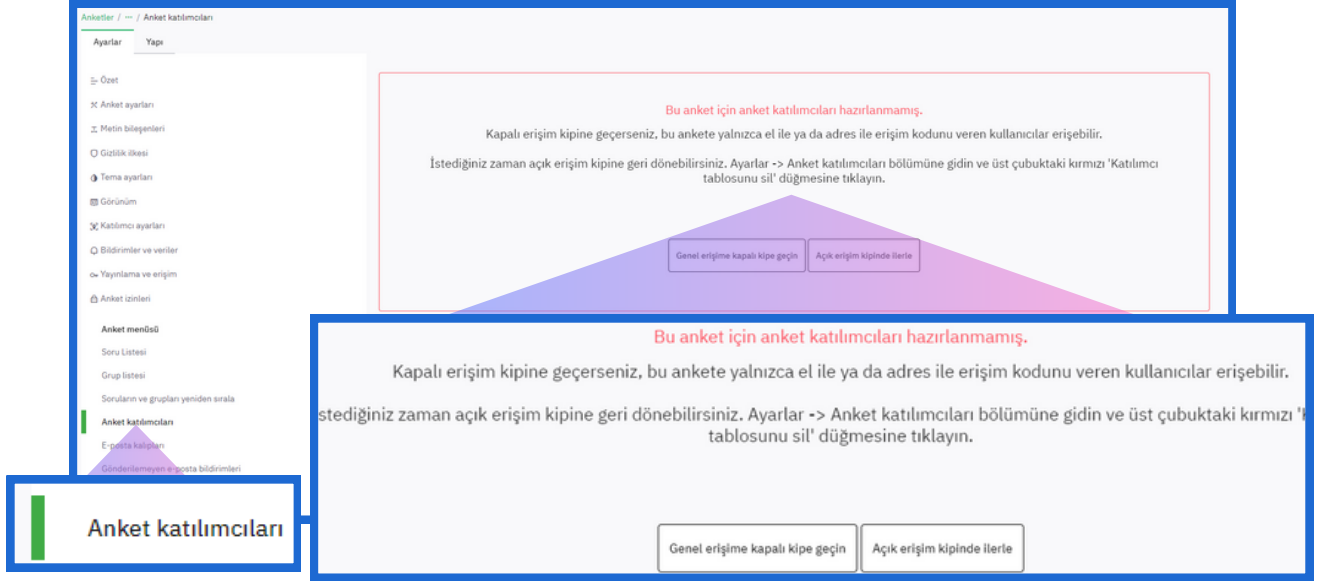 Anketler / ··· / Anket katılımcıları
Ayarlar Yapı
Özet
Anket ayarları
Metin bileşenleri
Gizlilik ilkesi
Tema ayarları
Görünüm
Katılımcı ayarları
Bildirimler ve veriler
Yayınlama ve erişim
Anket izinleri
Anket menüsü
Soru Listesi
Grup listesi
Soruların ve grupları yeniden sırala
Anket katılımcıları
E-posta kalıpları
Gönderilemeyen e-posta bildirimleri
Bu anket için anket katılımcıları hazırlanmamış.
Kapalı erişim kipine geçerseniz, bu ankete yalnızca el ile ya da adres ile erişim kodunu veren kullanıcılar erişebilir.
İstediğiniz zaman açık erişim kipine geri dönebilirsiniz. Ayarlar -> Anket katılımcıları bölümüne gidin ve üst çubuktaki kırmızı 'Katılımcı
tablosunu sil' düğmesine tıklayın.
Genel erişime kapalı kipe geçin Açık erişim kipinde ilerle
Anket katılımcıları
Bu anket için anket katılımcıları hazırlanmamış.
Kapalı erişim kipine geçerseniz, bu ankete yalnızca el ile ya da adres ile erişim kodunu veren kullanıcılar erişebilir.
stediğiniz zaman açık erişim kipine geri dönebilirsiniz. Ayarlar -> Anket katılımcıları bölümüne gidin ve üst çubuktaki kırmızı 'K
tablosunu sil' düğmesine tıklayın.
Genel erişime kapalı kipe geçin Açık erişim kipinde ilerle